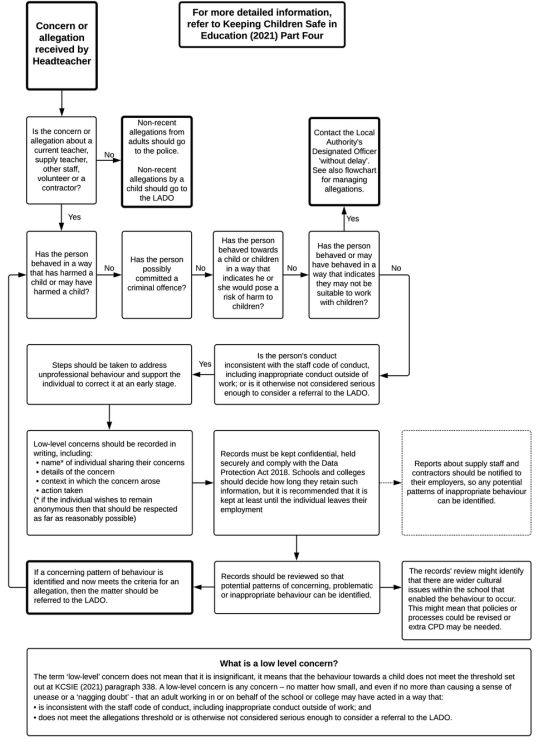 Concern or
allegation
received by
Headteacher
For more detailed information,
refer to Keeping Children Safe in
Education (2021) Part Four
Is the concern or
allegation about a
current teacher,
supply teacher,
other staff,
volunteer or a
contractor?
No
Non-recent
allegations from
adults should go
to the police.
Non-recent
allegations by a
child should go to
the LADO
Contact the Local
Authority's
Designated Officer
'without delay'.
See also flowchart
for managing
allegations.
Yes
Yes
Has the person
behaved in a way
that has harmed a
child or may have
harmed a child?
No
Has the person
possibly
committed a
criminal offence?
No
Has the person
behaved towards
a child or children
in a way that
indicates he or
she would pose a
risk of harm to
children?
No
Has the person
behaved or may
have behaved in a
way that indicates
they may not be
suitable to work
with children?
No
Is the person's conduct
inconsistent with the staff code of conduct,
including inappropriate conduct outside of
work; or is it otherwise not considered serious
enough to consider a referral to the LADO.
Yes
Steps should be taken to address
unprofessional behaviour and support the
individual to correct it at an early stage.
Low-level concerns should be recorded in
writing, including:
• name* of individual sharing their concerns
• details of the concern
• context in which the concern arose
• action taken
(* if the individual wishes to remain
anonymous then that should be respected
as far as reasonably possible)
Records must be kept confidential, held
securely and comply with the Data
Protection Act 2018. Schools and colleges
should decide how long they retain such
information, but it is recommended that it is
kept at least until the individual leaves their
employment
Reports about supply staff and
contractors should be notified to
their employers, so any potential
patterns of inappropriate behaviour
can be identified.
If a concerning pattern of behaviour is
identified and now meets the criteria for an
allegation, then the matter should be
referred to the LADO.
Records should be reviewed so that
potential patterns of concerning, problematic
or inappropriate behaviour can be identified.
The records' review might identify
that there are wider cultural
issues within the school that
enabled the behaviour to occur.
This might mean that policies or
processes could be revised or
extra CPD may be needed.
What is a low level concern?
The term 'low-level' concern does not mean that it is insignificant, it means that the behaviour towards a child does not meet the threshold set
out at KCSIE (2021) paragraph 338. A low-level concern is any concern – no matter how small, and even if no more than causing a sense of
unease or a 'nagging doubt' - that an adult working in or on behalf of the school or college may have acted in a way that:
• is inconsistent with the staff code of conduct, including inappropriate conduct outside of work; and
• does not meet the allegations threshold or is otherwise not considered serious enough to consider a referral to the LADO.